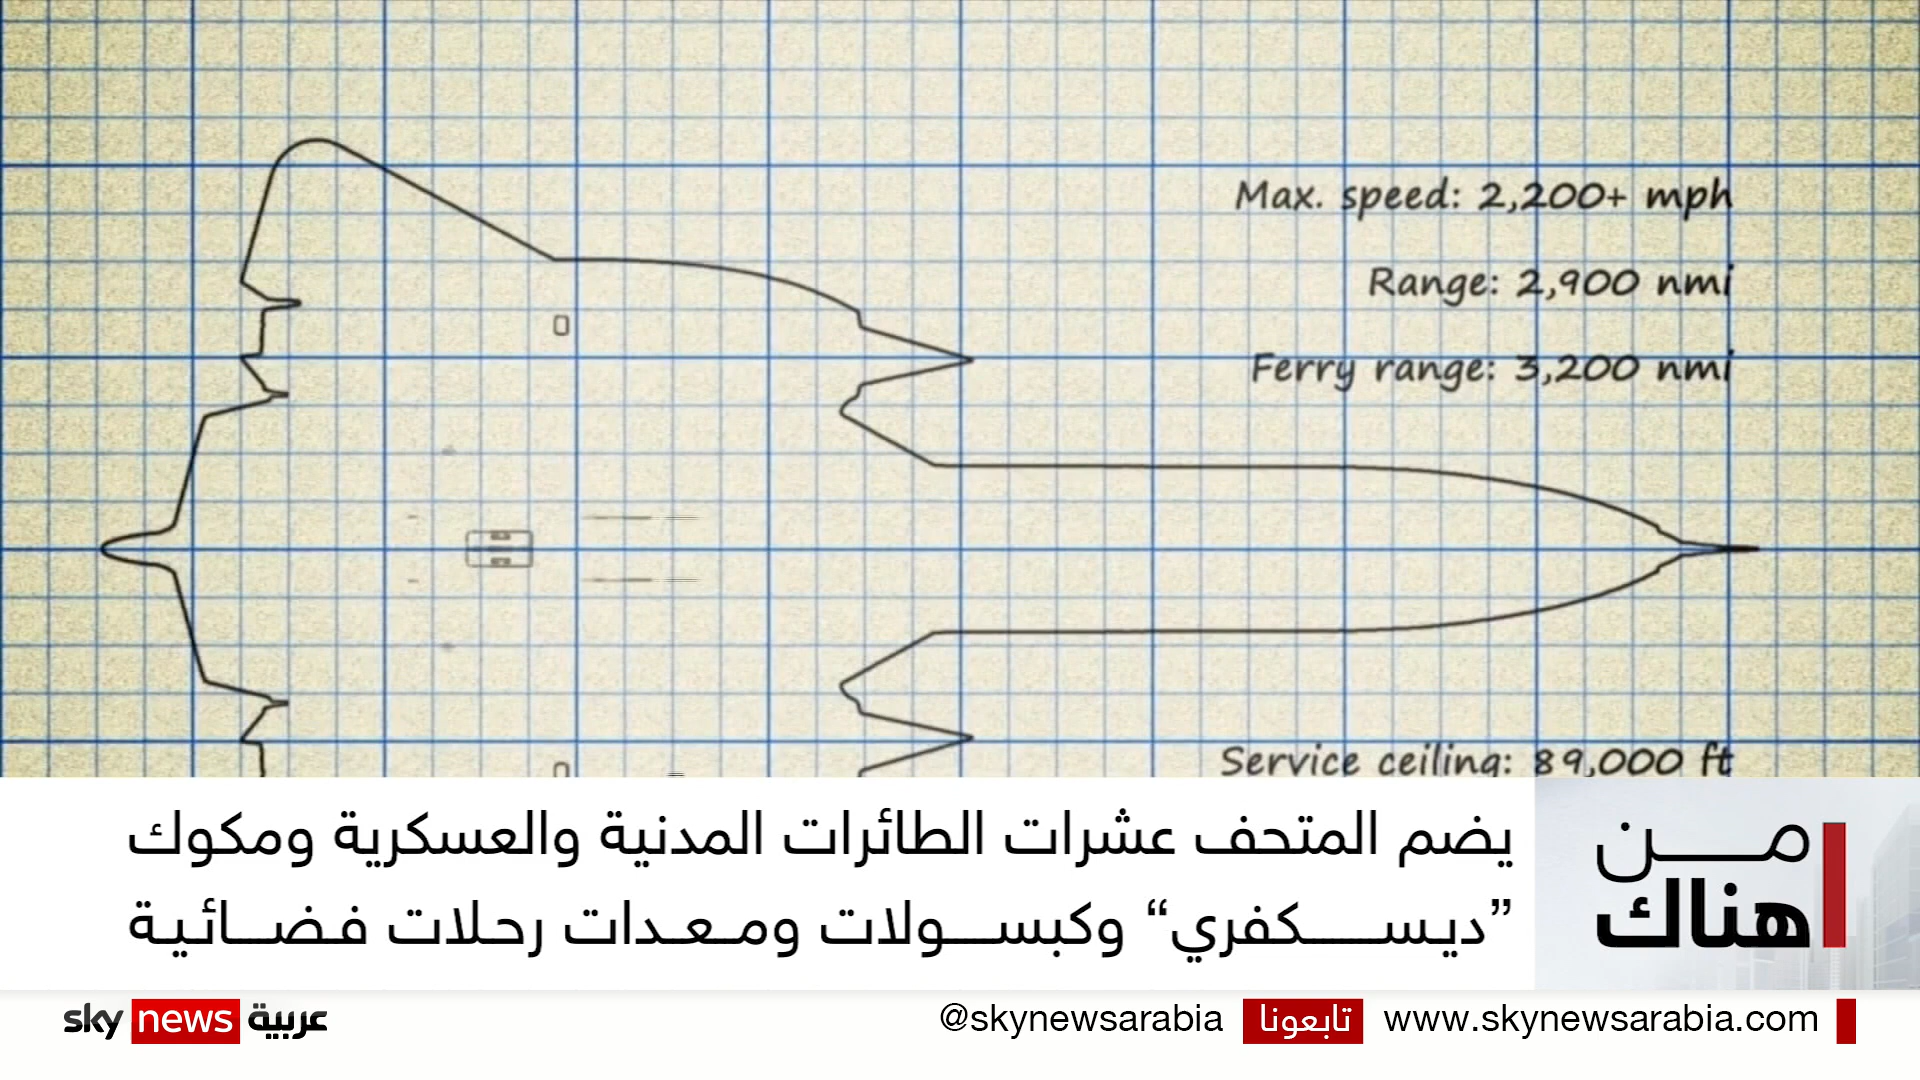 Max. speed: 2,200+ mph
Range: 2,900 nmi
Ferry range: 3,200 nmi
Service ceiling: 89,000 ft
يضم المتحف عشرات الطائرات المدنية والعسكرية ومكوك
”ديسكفري“ وكبسولات ومعدات رحلات فضائية
من
هناك
sky news عربية
@skynewsarabia تابعونا www.skynewsarabia.com